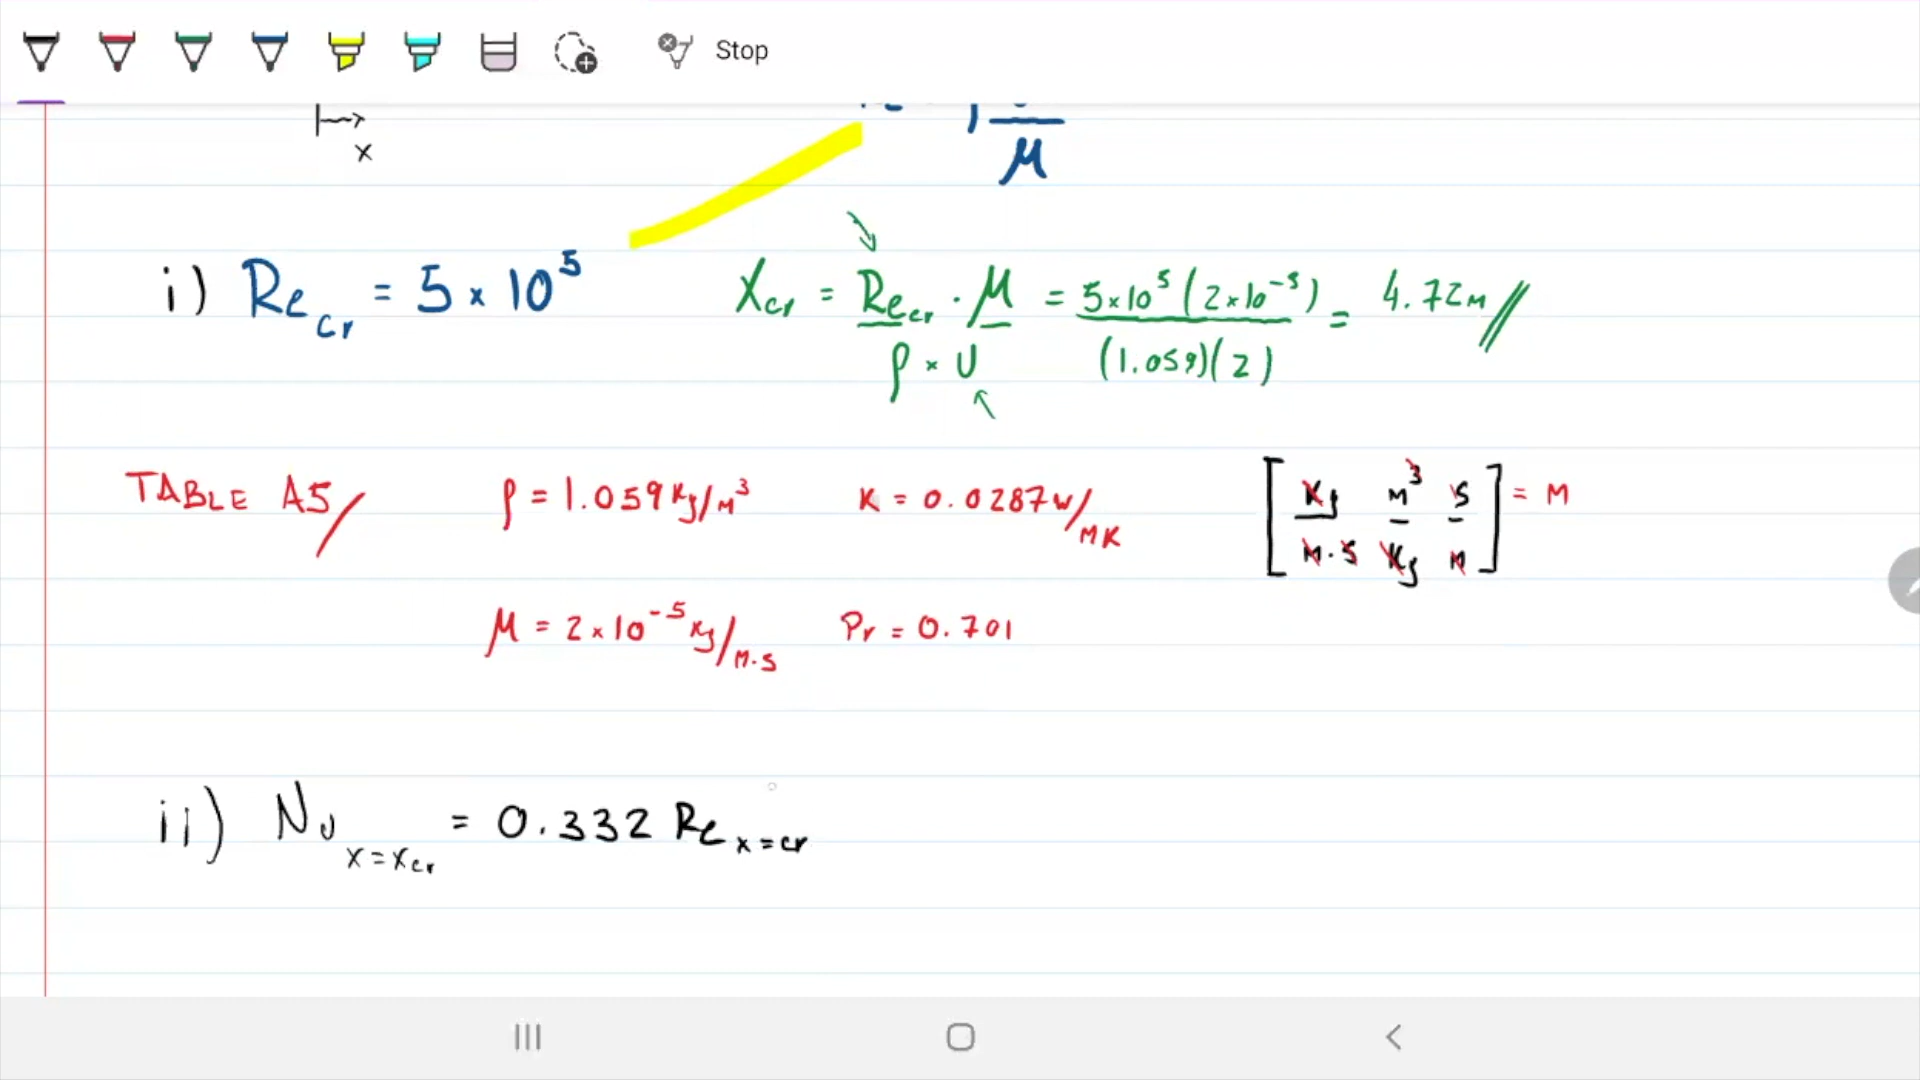 Stop
x
μ
i) Re_cr = 5 × 10^5
X_cr = Re_cr · μ / ρ × U = 5×10^5 (2×10^-5) / (1.059)(2) = 4.72m //
TABLE A5/
ρ = 1.059 Kg/m^3
K = 0.0287 W/MK
[Kg/M·S m^3/Kg S/M] = M
μ = 2×10^-5 Kg/M·S
Pr = 0.701
ii) Nu_x=xcr = 0.332 Re_x=cr